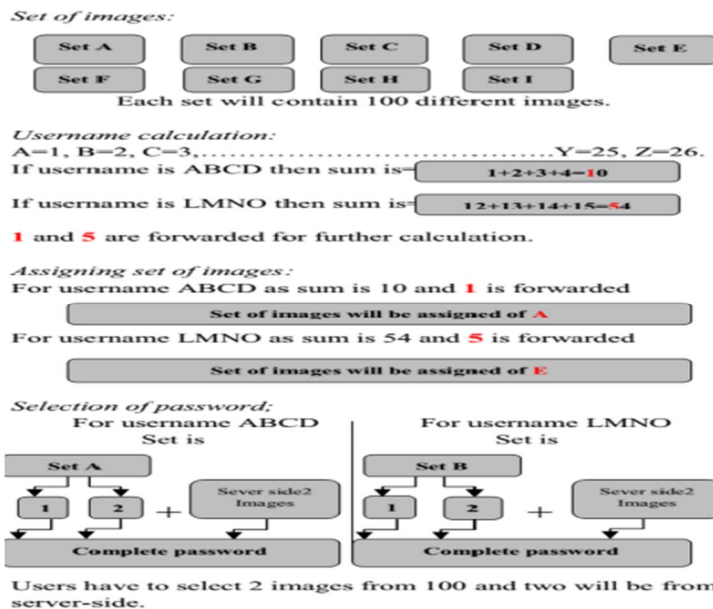 Set of images:
Set A Set B Set C Set D Set E
Set F Set G Set H Set I
Each set will contain 100 different images.
Username calculation:
A=1, B=2, C=3,.......................................Y=25, Z=26.
If username is ABCD then sum is= 1+2+3+4=10
If username is LMNO then sum is= 12+13+14+15=54
1 and 5 are forwarded for further calculation.
Assigning set of images:
For username ABCD as sum is 10 and 1 is forwarded
Set of images will be assigned of A
For username LMNO as sum is 54 and 5 is forwarded
Set of images will be assigned of E
Selection of password;
For username ABCD
Set is
Set A
1 2 + Sever side2
Images
Complete password
For username LMNO
Set is
Set B
1 2 + Sever side2
Images
Complete password
Users have to select 2 images from 100 and two will be from
server-side.